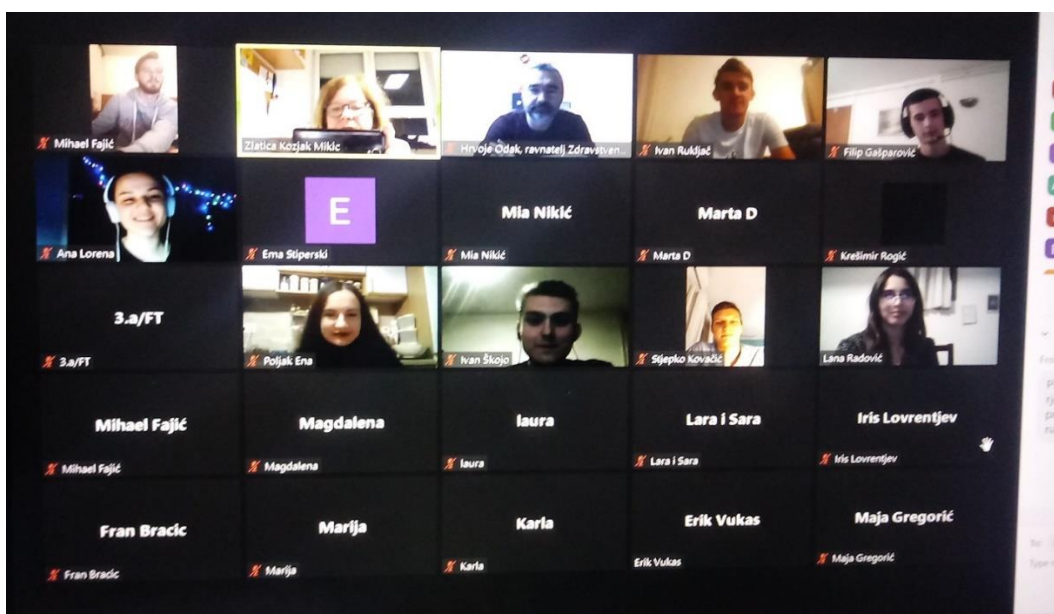 Mihael Fajić
Zlatica Kozjak Mikić
Hrvoje Odak, ravnatelj Zdravstven...
Ivan Rukljač
Filip Gašparović
Ana Lorena
E
Ema Stiperski
Mia Nikić
Mia Nikić
Marta D
Marta D
Krešimir Rogić
3.a/FT
3.a/FT
Poljak Ena
Ivan Škojo
Stjepko Kovačić
Lana Radović
Mihael Fajić
Mihael Fajić
Magdalena
Magdalena
laura
laura
Lara i Sara
Lara i Sara
Iris Lovrentjev
Iris Lovrentjev
Fran Bracic
Fran Bracic
Marija
Marija
Karla
Karla
Erik Vukas
Erik Vukas
Maja Gregorić
Maja Gregorić